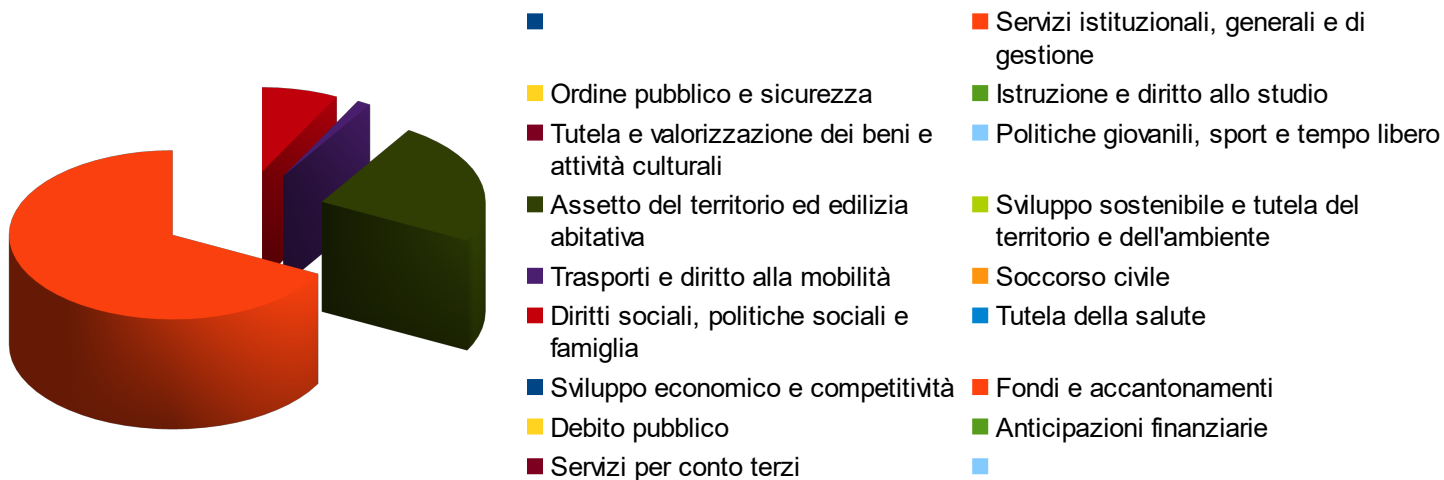 Servizi istituzionali, generali e di
gestione
Ordine pubblico e sicurezza
Istruzione e diritto allo studio
Tutela e valorizzazione dei beni e
attività culturali
Politiche giovanili, sport e tempo libero
Assetto del territorio ed edilizia
abitativa
Sviluppo sostenibile e tutela del
territorio e dell'ambiente
Trasporti e diritto alla mobilità
Soccorso civile
Diritti sociali, politiche sociali e
famiglia
Tutela della salute
Sviluppo economico e competitività
Fondi e accantonamenti
Debito pubblico
Anticipazioni finanziarie
Servizi per conto terzi